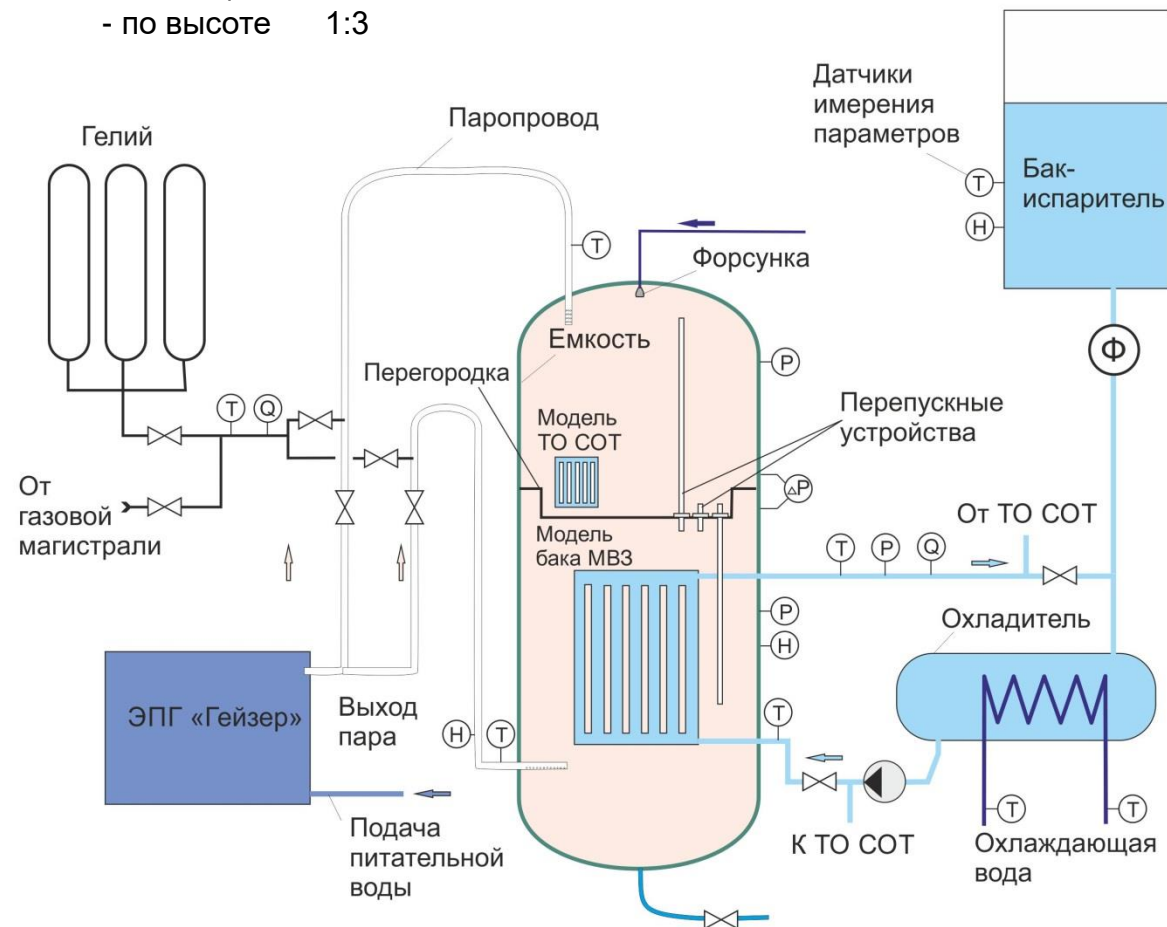 - по высоте 1:3
Датчики
имерения
параметров
Паропровод
Гелий
T
Бак-
испаритель
H
T
Форсунка
Емкость
Ф
P
Перегородка
T
Q
Модель
ТО СОТ
Перепускные
устройства
△P
От
газовой
магистрали
Модель
бака МВЗ
От ТО СОТ
T
P
Q
P
H
Охладитель
ЭПГ «Гейзер»
Выход
пара
H
T
T
T
T
Подача
питательной
воды
К ТО СОТ
Охлаждающая
вода